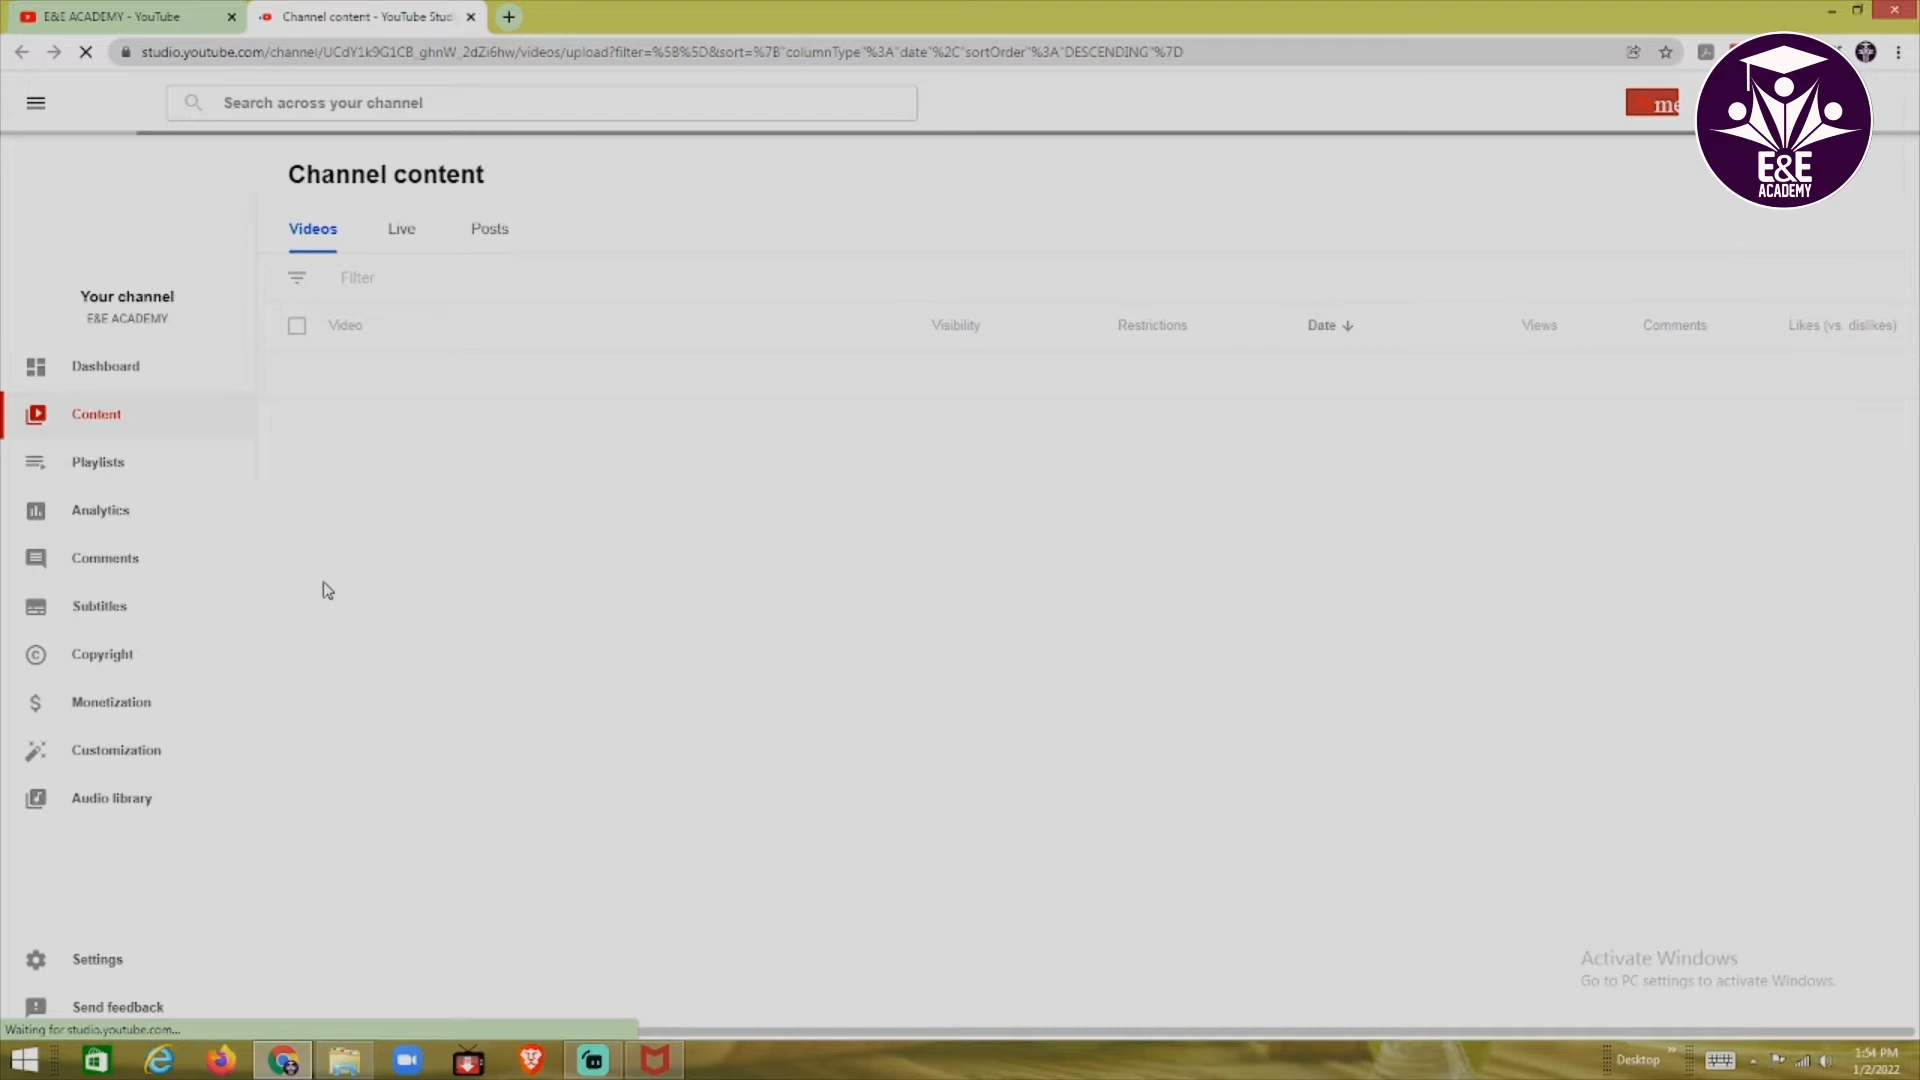 E&E ACADEMY - YouTube
Channel content - YouTube Stud
studio.youtube.com/channel/UCdY1k9G1CB_ghnW_2dZi6hw/videos/upload?filter=%5B%5D&sort=%7B"columnType"%3A"date"%2C"sortOrder"%3A"DESCENDING"%7D
Search across your channel
me
E&E
ACADEMY
Channel content
Videos
Live
Posts
Filter
Video
Visibility
Restrictions
Date
Views
Comments
Likes (vs. dislikes)
Your channel
E&E ACADEMY
Dashboard
Content
Playlists
Analytics
Comments
Subtitles
Copyright
Monetization
Customization
Audio library
Settings
Send feedback
Activate Windows
Go to PC settings to activate Windows.
Waiting for studio.youtube.com...
Desktop
1:54 PM
1/2/2022